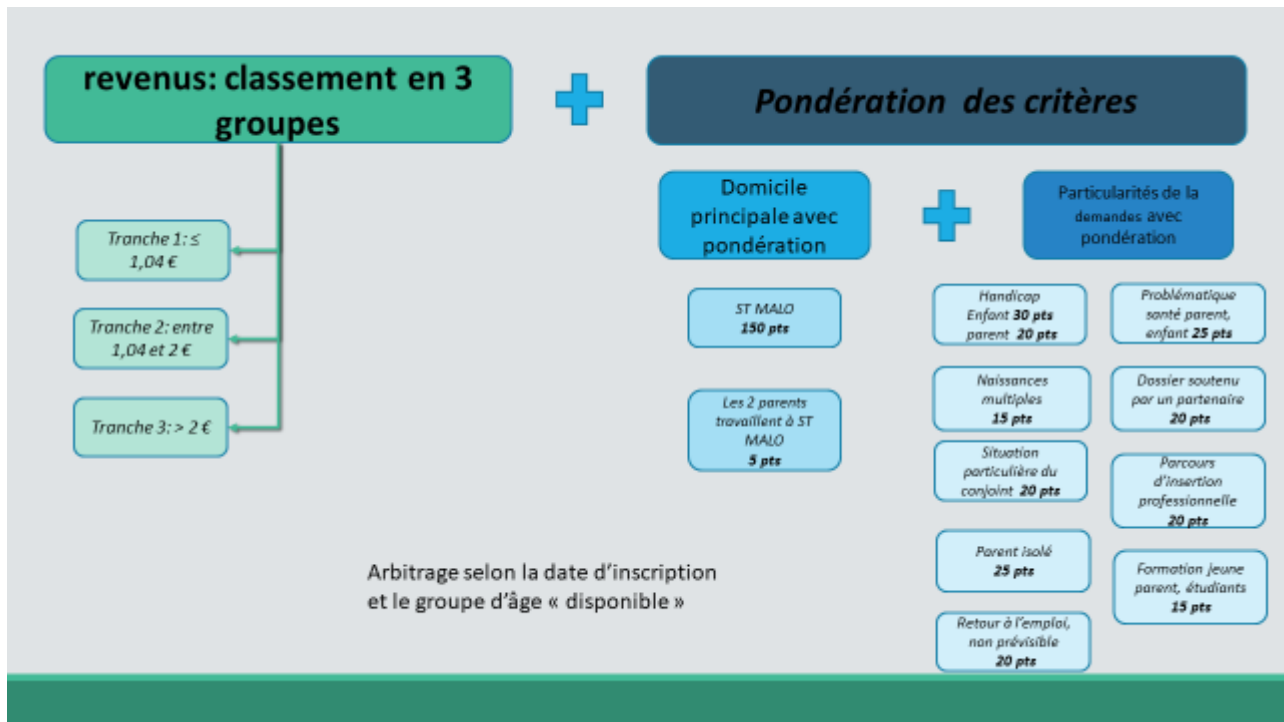 revenus: classement en 3
groupes
Pondération des critères
Tranche 1: ≤
1,04 €
Tranche 2: entre
1,04 et 2 €
Tranche 3: > 2 €
Domicile
principale avec
pondération
Particularités de la
demandes avec
pondération
ST MALO
150 pts
Les 2 parents
travaillent à ST
MALO
5 pts
Handicap
Enfant 30 pts
parent 20 pts
Problématique
santé parent,
enfant 25 pts
Naissances
multiples
15 pts
Dossier soutenu
par un partenaire
20 pts
Situation
particulière du
conjoint 20 pts
Parcours
d'insertion
professionnelle
20 pts
Parent isolé
25 pts
Formation jeune
parent, étudiants
15 pts
Retour à l'emploi,
non prévisible
20 pts
Arbitrage selon la date d'inscription
et le groupe d'âge « disponible »